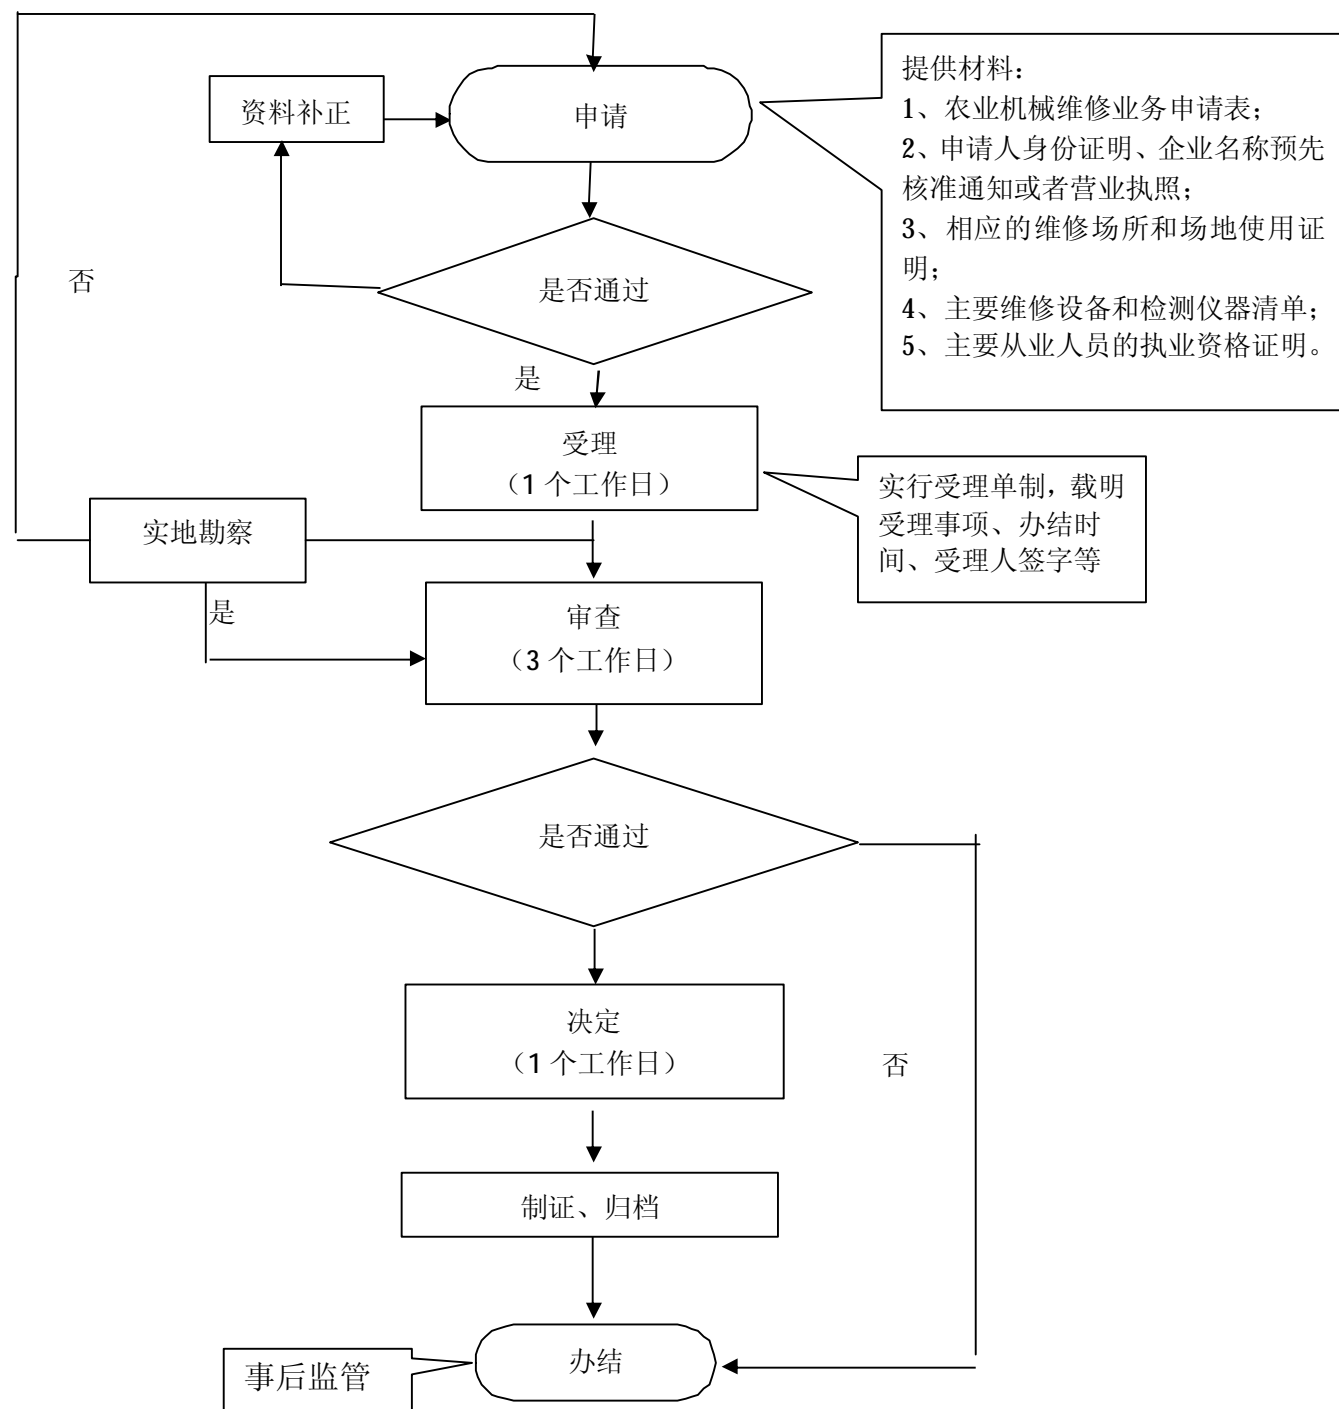 资料补正
申请
提供材料：
1、农业机械维修业务申请表；
2、申请人身份证明、企业名称预先
核准通知或者营业执照；
3、相应的维修场所和场地使用证
明；
4、主要维修设备和检测仪器清单；
5、主要从业人员的执业资格证明。
否
是否通过
是
受理
（1 个工作日）
实行受理单制，载明
受理事项、办结时
间、受理人签字等
实地勘察
是
审查
（3 个工作日）
是否通过
决定
（1 个工作日）
否
制证、归档
办结
事后监管